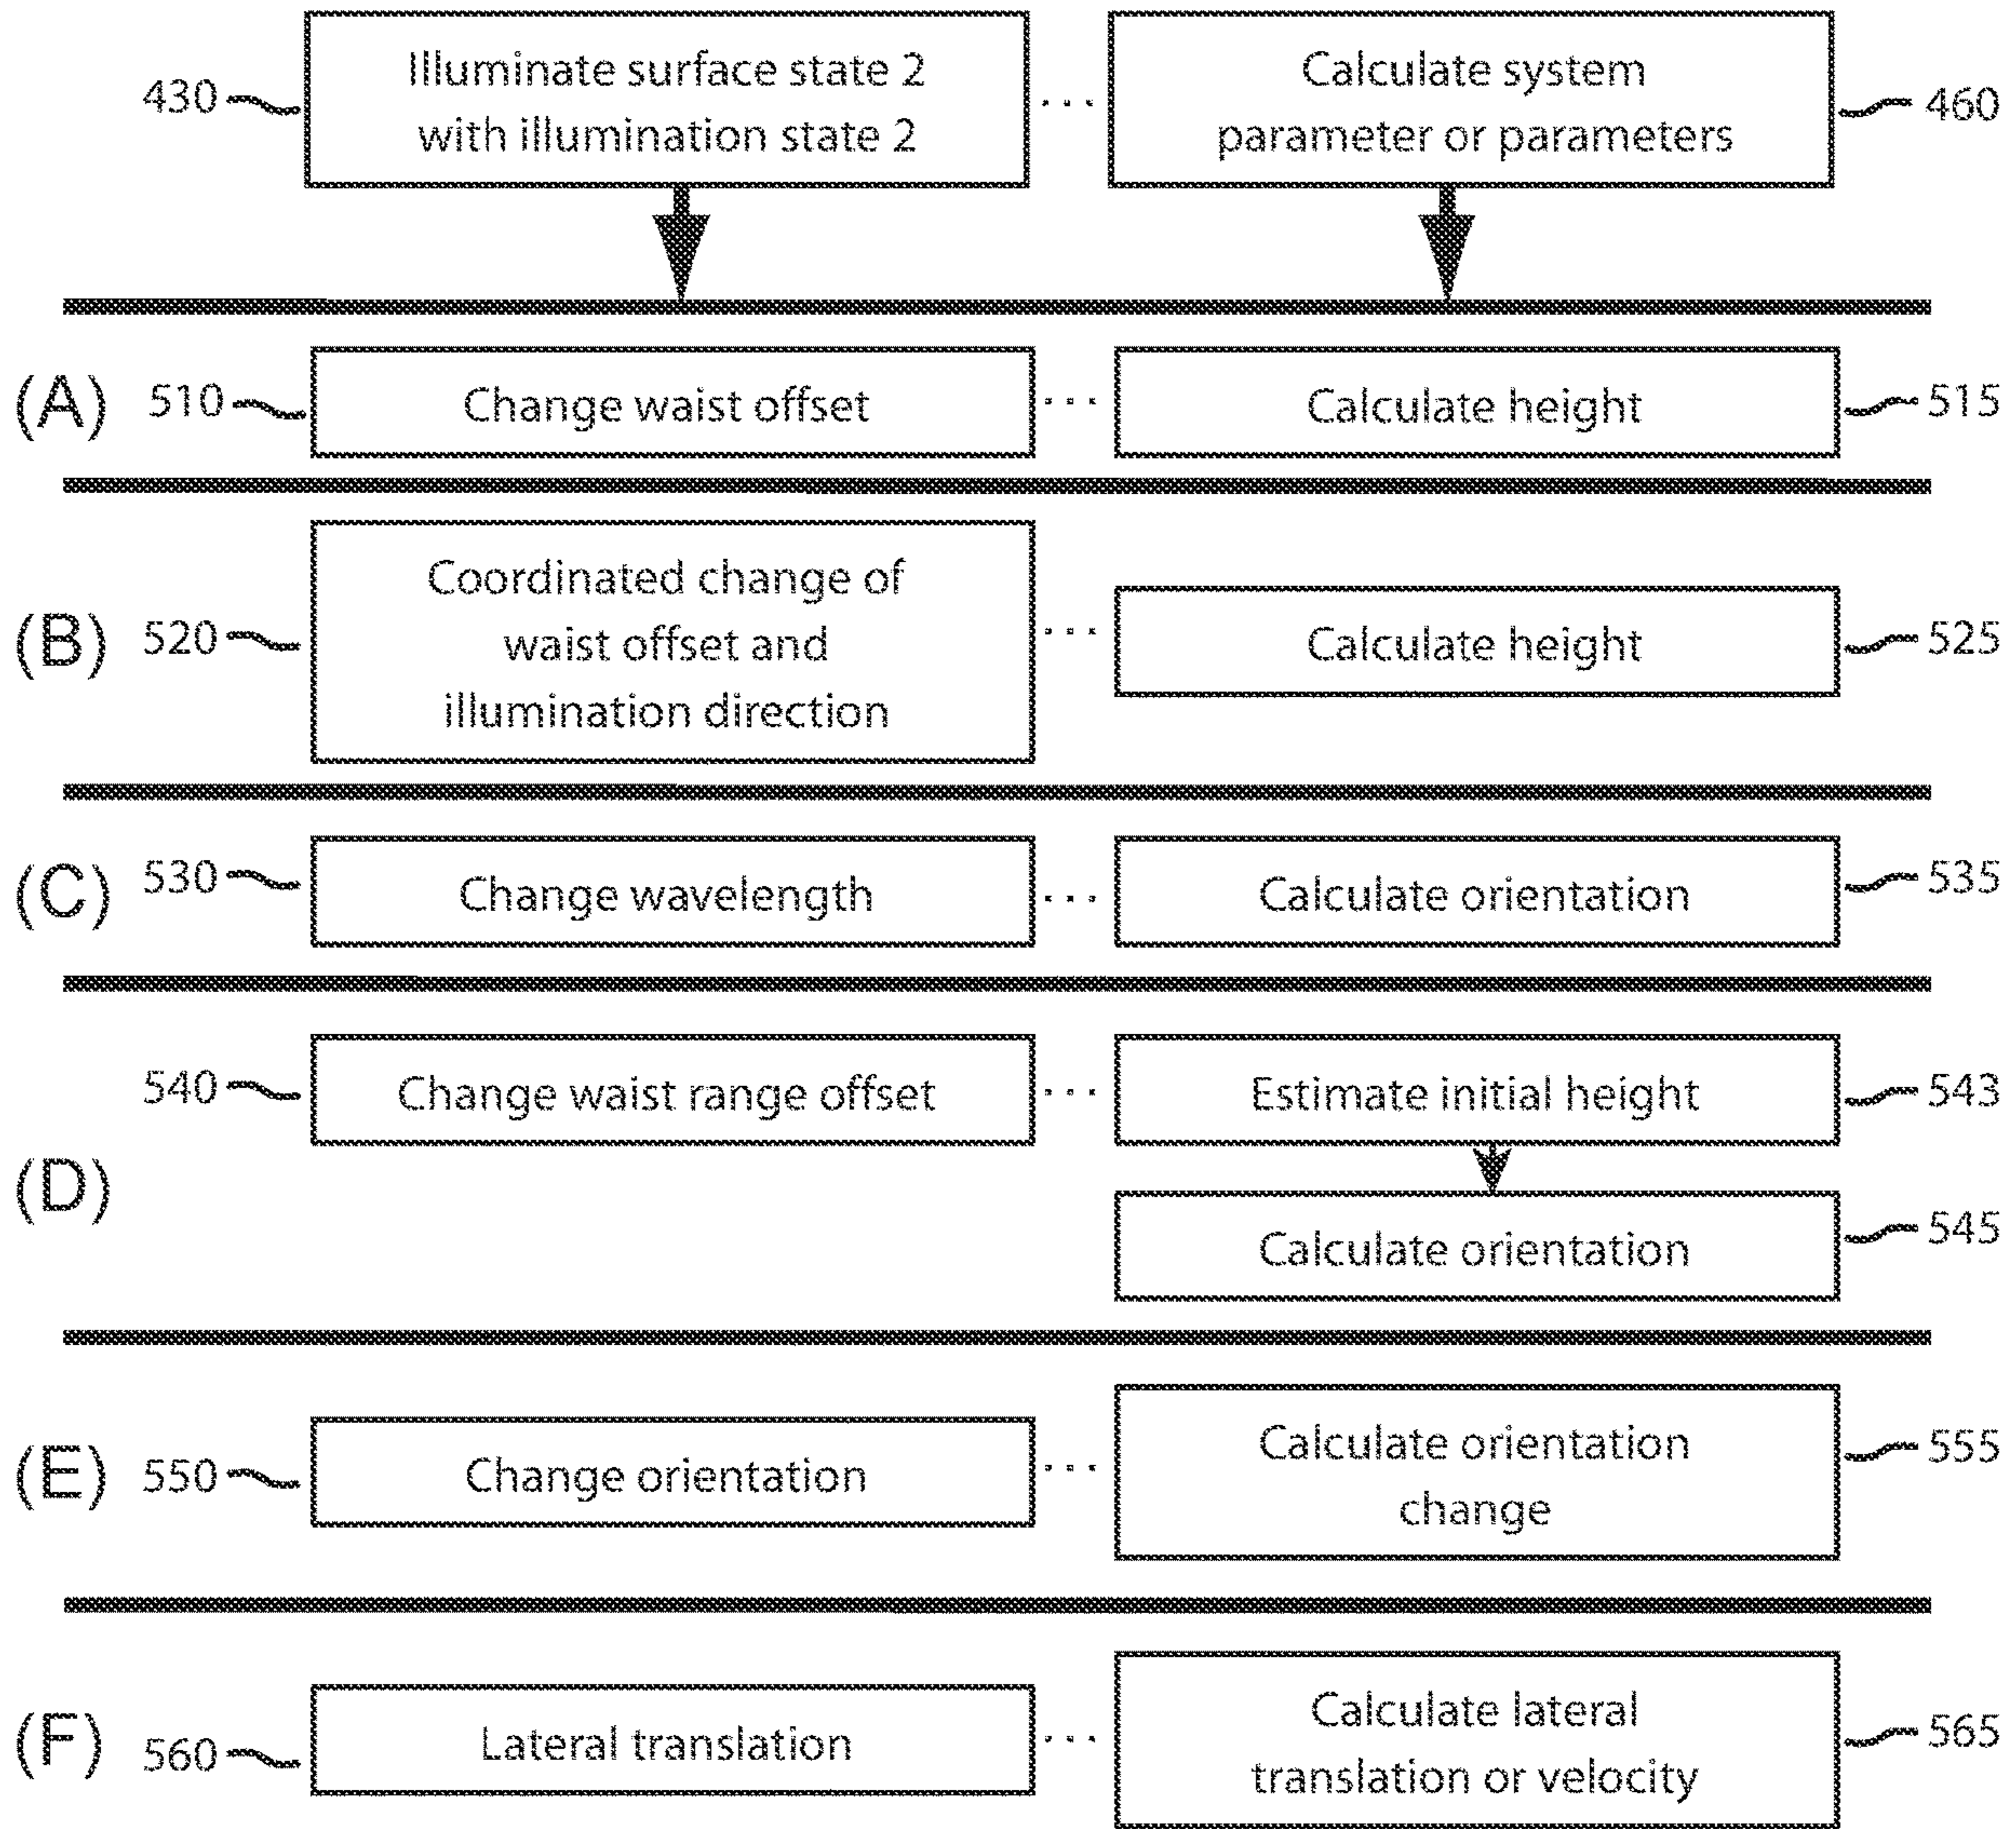 430
Illuminate surface state 2
with illumination state 2
...
Calculate system
parameter or parameters
460
(A)
510
Change waist offset
...
Calculate height
515
(B)
520
Coordinated change of
waist offset and
illumination direction
...
Calculate height
525
(C)
530
Change wavelength
...
Calculate orientation
535
(D)
540
Change waist range offset
...
Estimate initial height
543
Calculate orientation
545
(E)
550
Change orientation
...
Calculate orientation
change
555
(F)
560
Lateral translation
...
Calculate lateral
translation or velocity
565